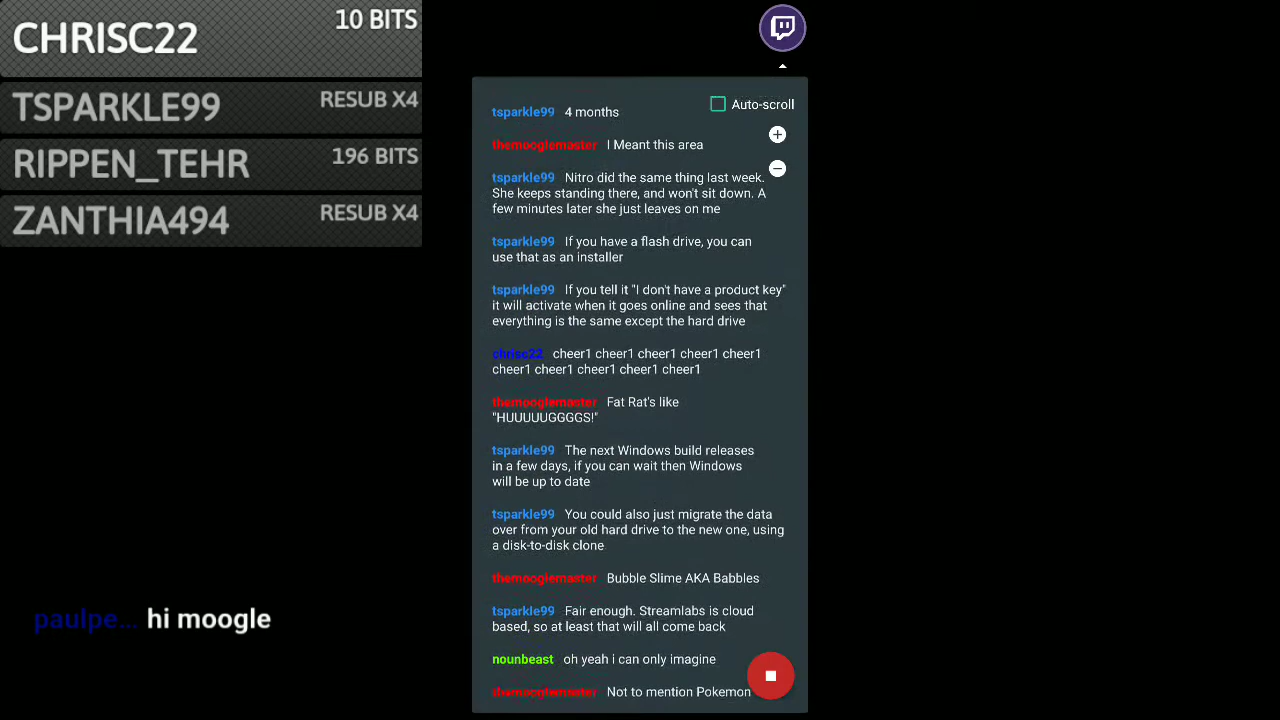 CHRISC22 10 BITS
TSPARKLE99 RESUB X4
RIPPEN_TEHR 196 BITS
ZANTHIA494 RESUB X4
Auto-scroll
tsparkle99 4 months
themooglemaster I Meant this area
tsparkle99 Nitro did the same thing last week.
She keeps standing there, and won't sit down. A
few minutes later she just leaves on me
tsparkle99 If you have a flash drive, you can
use that as an installer
tsparkle99 If you tell it "I don't have a product key"
it will activate when it goes online and sees that
everything is the same except the hard drive
chrisc22 cheer1 cheer1 cheer1 cheer1 cheer1
cheer1 cheer1 cheer1 cheer1 cheer1
themooglemaster Fat Rat's like
"HUUUUUGGGGS!"
tsparkle99 The next Windows build releases
in a few days, if you can wait then Windows
will be up to date
tsparkle99 You could also just migrate the data
over from your old hard drive to the new one, using
a disk-to-disk clone
themooglemaster Bubble Slime AKA Babbles
tsparkle99 Fair enough. Streamlabs is cloud
based, so at least that will all come back
nounbeast oh yeah i can only imagine
themooglemaster Not to mention Pokemon
paulpe... hi moogle